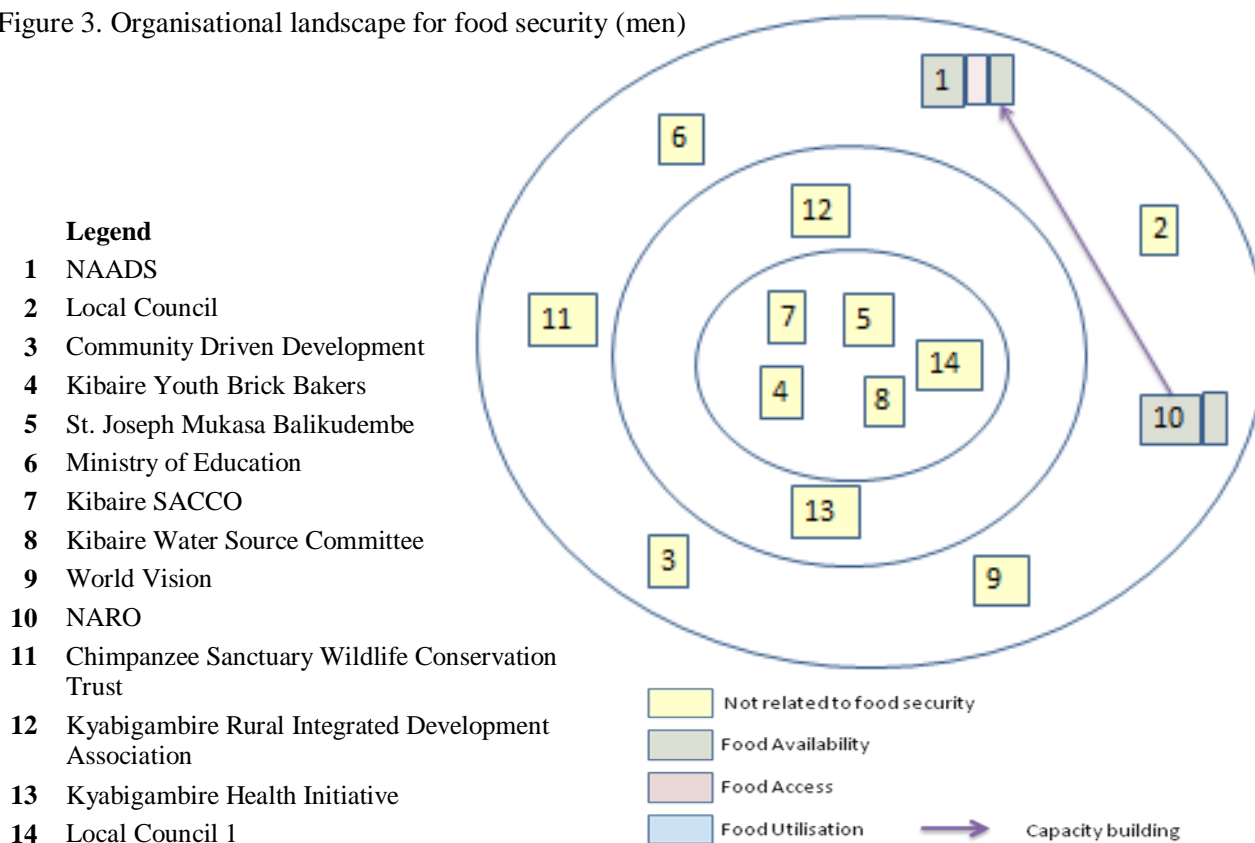 Figure 3. Organisational landscape for food security (men)
1
6
12
2
Legend
1 NAADS
2 Local Council
3 Community Driven Development
4 Kibaire Youth Brick Bakers
5 St. Joseph Mukasa Balikudembe
6 Ministry of Education
7 Kibaire SACCO
8 Kibaire Water Source Committee
9 World Vision
10 NARO
11 Chimpanzee Sanctuary Wildlife Conservation
Trust
12 Kyabigambire Rural Integrated Development
Association
13 Kyabigambire Health Initiative
14 Local Council 1
11
7
5
14
4
8
10
13
3
9
Not related to food security
Food Availability
Food Access
Food Utilisation
Capacity building